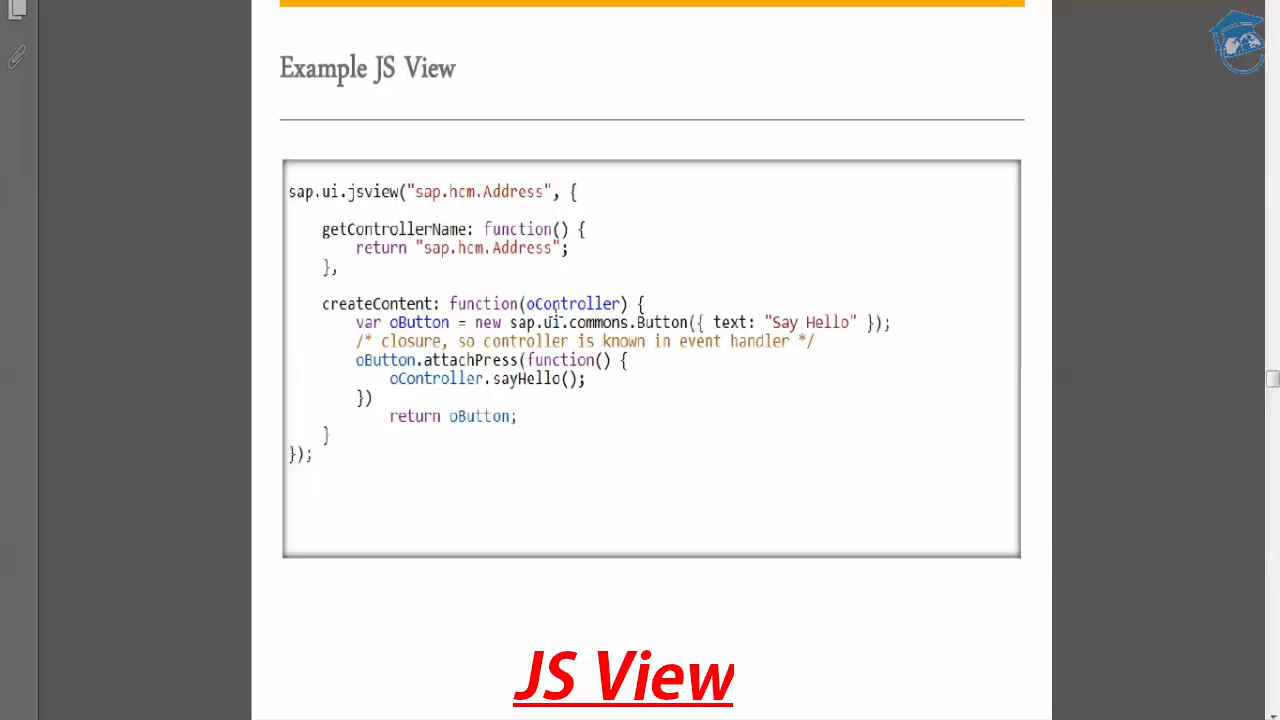 Example JS View
sap.ui.jsview("sap.hcm.Address", {
getControllerName: function() {
return "sap.hcm.Address";
},
createContent: function(oController) {
var oButton = new sap.ui.commons.Button({ text: "Say Hello" });
/* closure, so controller is known in event handler */
oButton.attachPress(function() {
oController.sayHello();
})
return oButton;
}
});
JS View